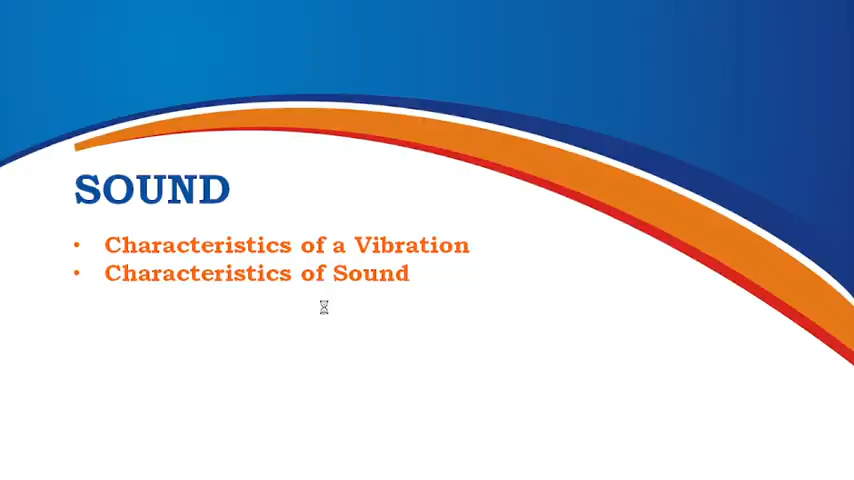 SOUND
• Characteristics of a Vibration
• Characteristics of Sound